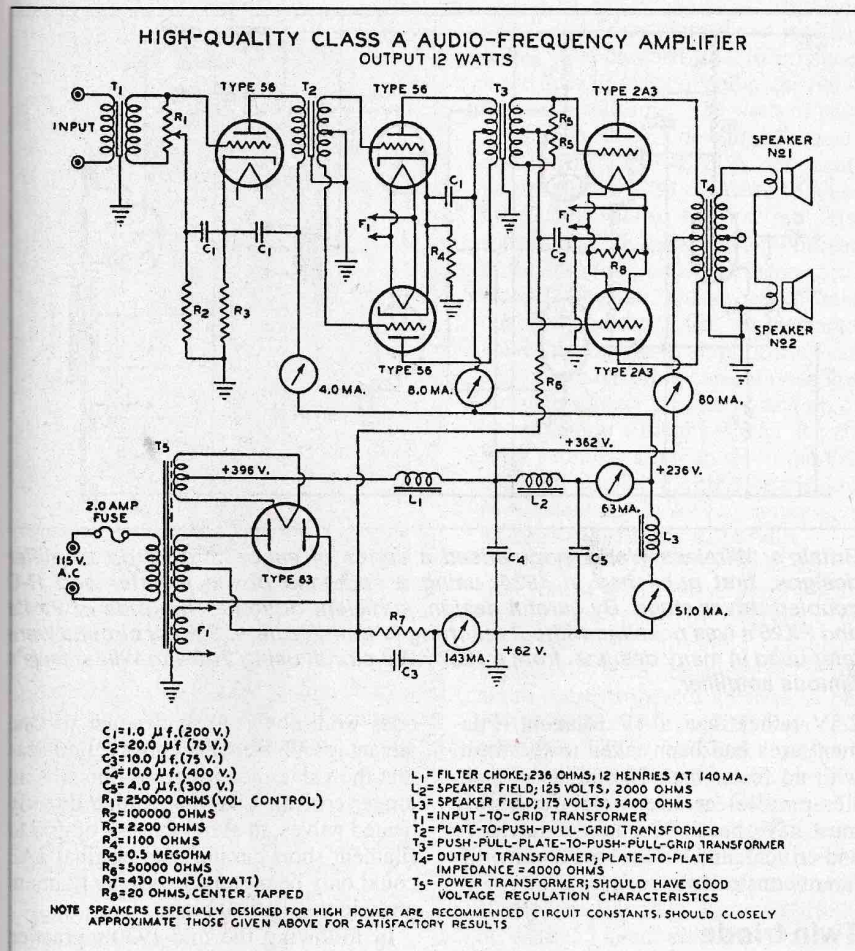 HIGH-QUALITY CLASS A AUDIO-FREQUENCY AMPLIFIER
OUTPUT 12 WATTS
T1
TYPE 56
T2
TYPE 56
T3
TYPE 2A3
INPUT
R1
R5
R5
SPEAKER
No1
T4
C1
F1
F1
C1
C1
R4
C2
R8
R2
R3
SPEAKER
No2
TYPE 56
TYPE 2A3
4.0 MA.
8.0 MA.
R6
80 MA.
T5
+362 V.
+396 V.
+236 V.
2.0 AMP
FUSE
L1
L2
63 MA.
L3
115 V.
A.C
TYPE 83
C4
C5
F1
R7
51.0 MA.
143 MA.
+62 V.
C3
C1=1.0 µf.(200 V.)
C2=20.0 µf (75 V.)
C3=10.0 µf.(75 V.)
C4=10.0 µf.(400 V.)
C5=4.0 µf.(300 V.)
R1=250000 OHMS (VOL CONTROL)
R2=100000 OHMS
R3=2200 OHMS
R4=1100 OHMS
R5=0.5 MEGOHM
R6=50000 OHMS
R7=430 OHMS (15 WATT)
R8=20 OHMS, CENTER TAPPED
L1=FILTER CHOKE; 236 OHMS, 12 HENRIES AT 140 MA.
L2=SPEAKER FIELD; 125 VOLTS, 2000 OHMS
L3=SPEAKER FIELD; 175 VOLTS, 3400 OHMS
T1=INPUT-TO-GRID TRANSFORMER
T2=PLATE-TO-PUSH-PULL-GRID TRANSFORMER
T3=PUSH-PULL-PLATE-TO-PUSH-PULL-GRID TRANSFORMER
T4=OUTPUT TRANSFORMER; PLATE-TO-PLATE
IMPEDANCE=4000 OHMS
T5=POWER TRANSFORMER; SHOULD HAVE GOOD
VOLTAGE REGULATION CHARACTERISTICS
NOTE SPEAKERS ESPECIALLY DESIGNED FOR HIGH POWER ARE RECOMMENDED CIRCUIT CONSTANTS, SHOULD CLOSELY
APPROXIMATE THOSE GIVEN ABOVE FOR SATISFACTORY RESULTS